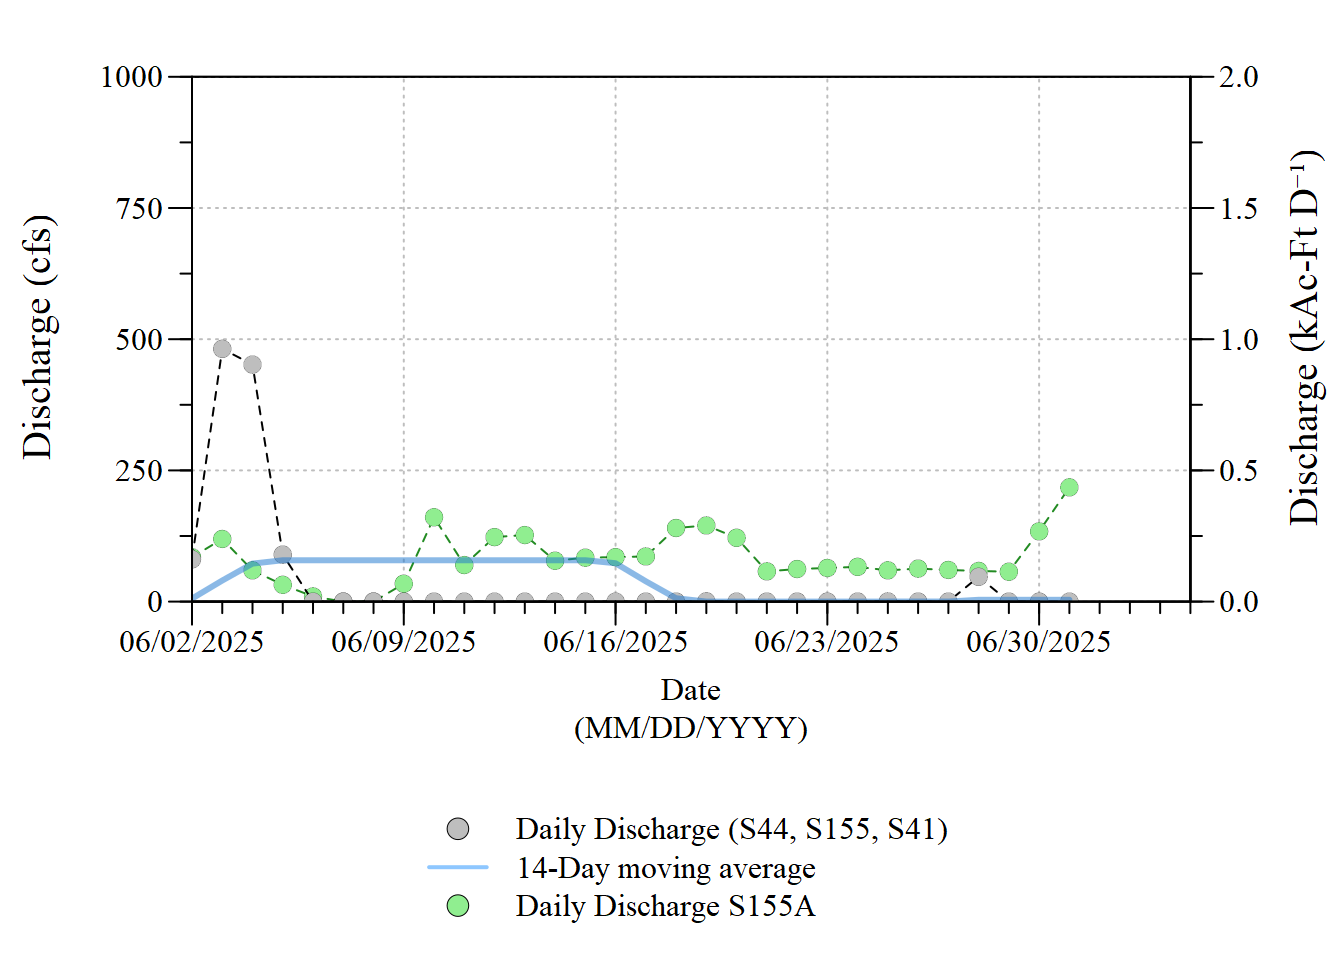 1000
750
500
250
0
Discharge (cfs)
2.0
1.5
1.0
0.5
0.0
Discharge (kAc-Ft D⁻¹)
06/02/2025 06/09/2025 06/16/2025 06/23/2025 06/30/2025
Date
(MM/DD/YYYY)
Daily Discharge (S44, S155, S41)
14-Day moving average
Daily Discharge S155A